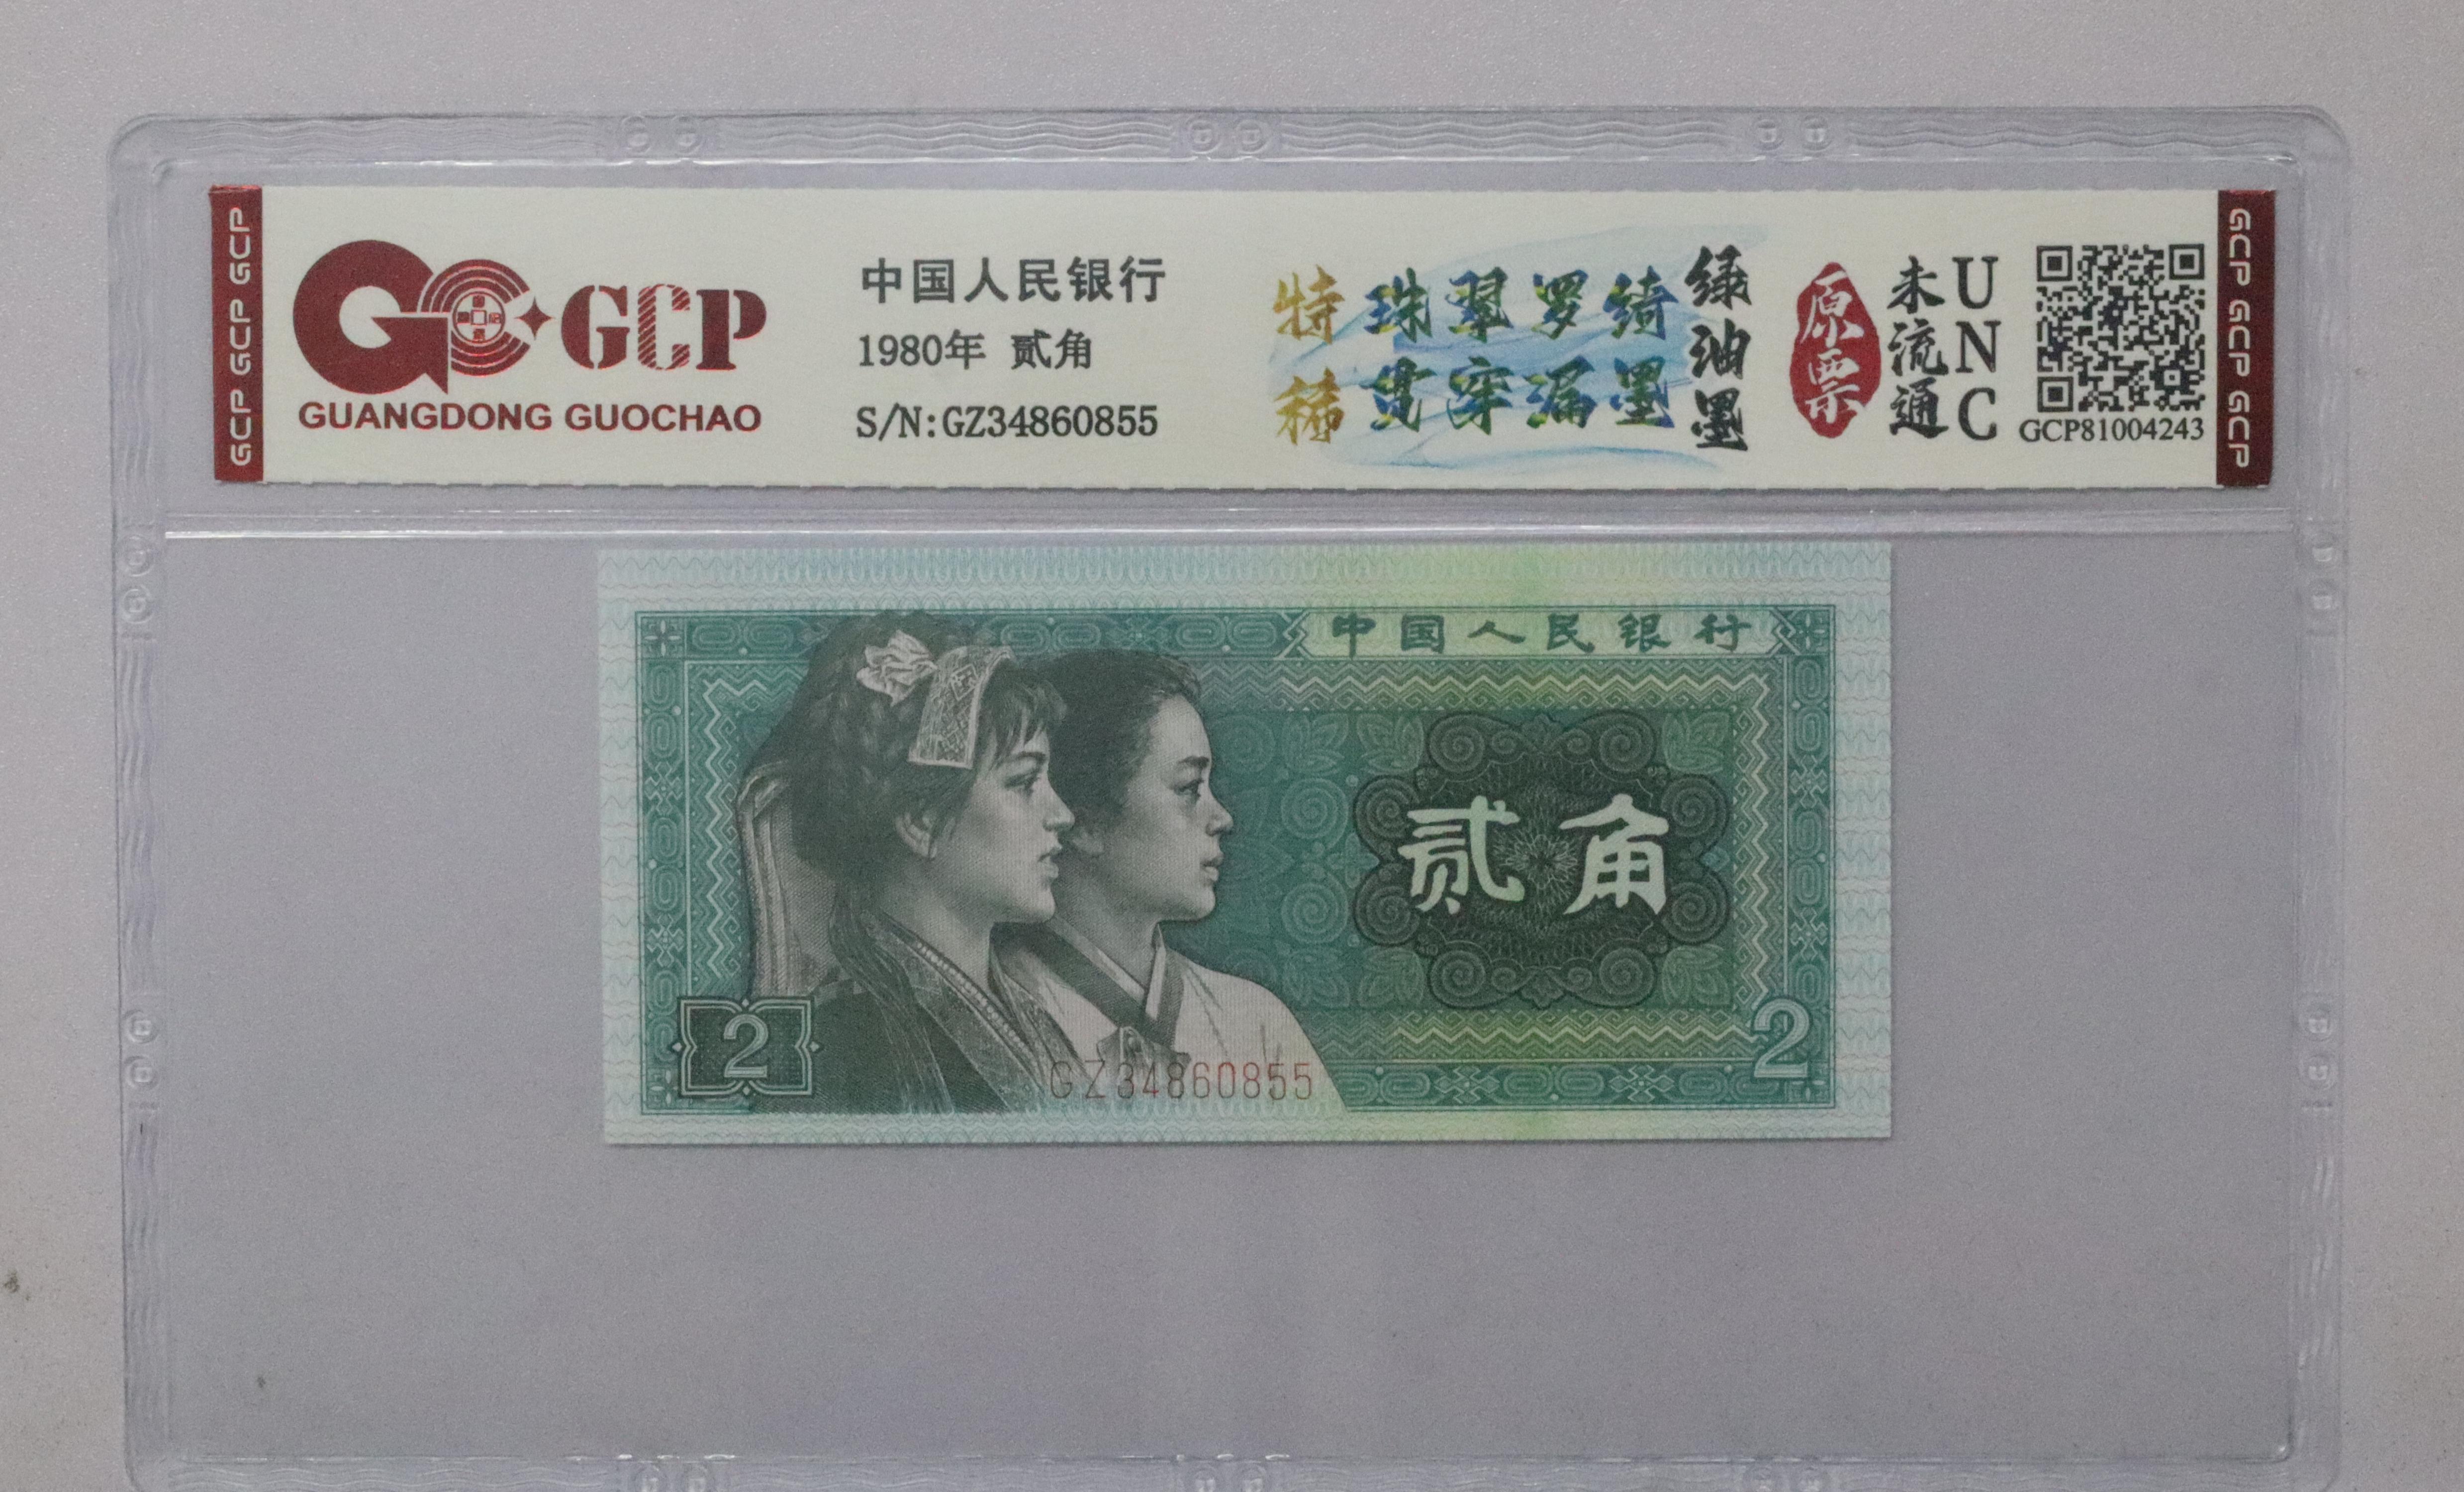 GCP GCP GCP
GCP
GUANGDONG GUOCHAO
中国人民银行
1980年 贰角
S/N:GZ34860855
特稀
珠翠罗绮
贯穿漏墨
绿油墨
原票
未流通
UNC
GCP81004243
GCP GCP GCP
中国人民银行
贰角
2
2
GZ34860855